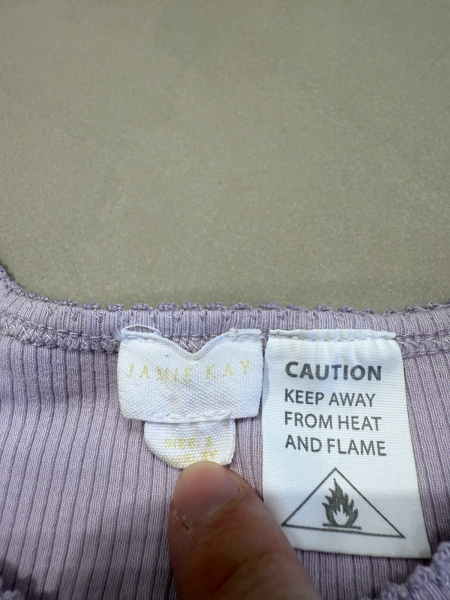 JAMIE KAY
CAUTION
KEEP AWAY
FROM HEAT
AND FLAME